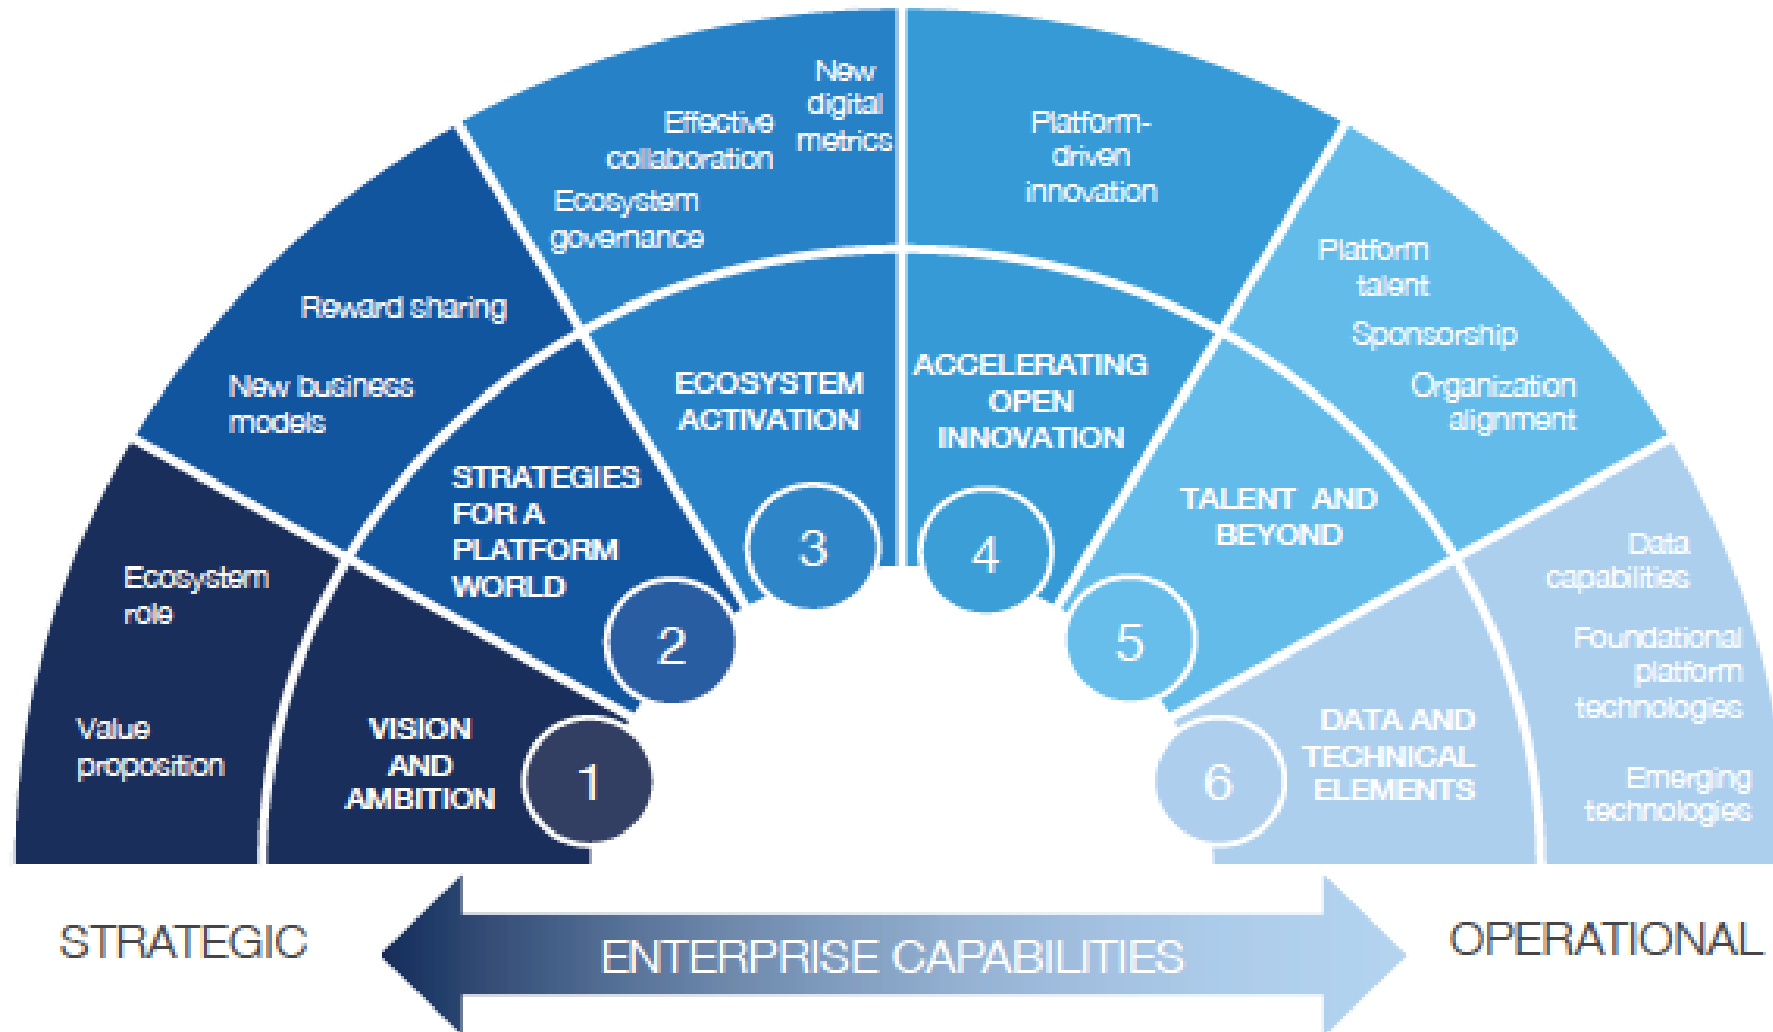 New
digital
metrics
Effective
collaboration
Ecosystem
governance
Platform-
driven
innovation
Reward sharing
New business
models
Platform
talent
Sponsorship
Organization
alignment
ECOSYSTEM
ACTIVATION
ACCELERATING
OPEN
INNOVATION
STRATEGIES
FOR A
PLATFORM
WORLD
TALENT AND
BEYOND
3
4
2
5
Ecosystem
role
Value
proposition
VISION
AND
AMBITION
1
6
DATA AND
TECHNICAL
ELEMENTS
Data
capabilities
Foundational
platform
technologies
Emerging
technologies
STRATEGIC
ENTERPRISE CAPABILITIES
OPERATIONAL